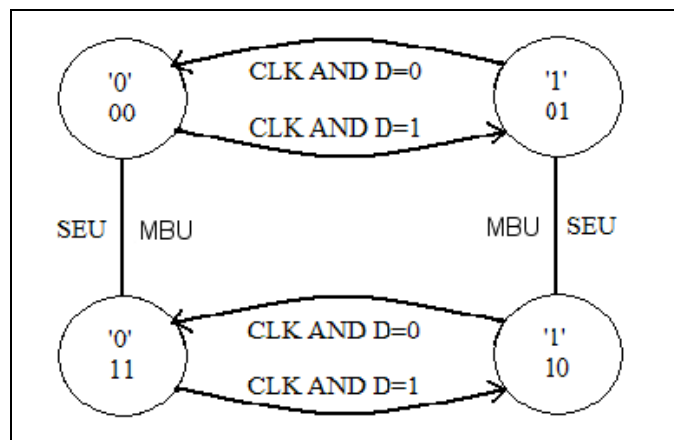 '0'
00
CLK AND D=0
CLK AND D=1
'1'
01
SEU MBU
MBU SEU
'0'
11
CLK AND D=0
CLK AND D=1
'1'
10